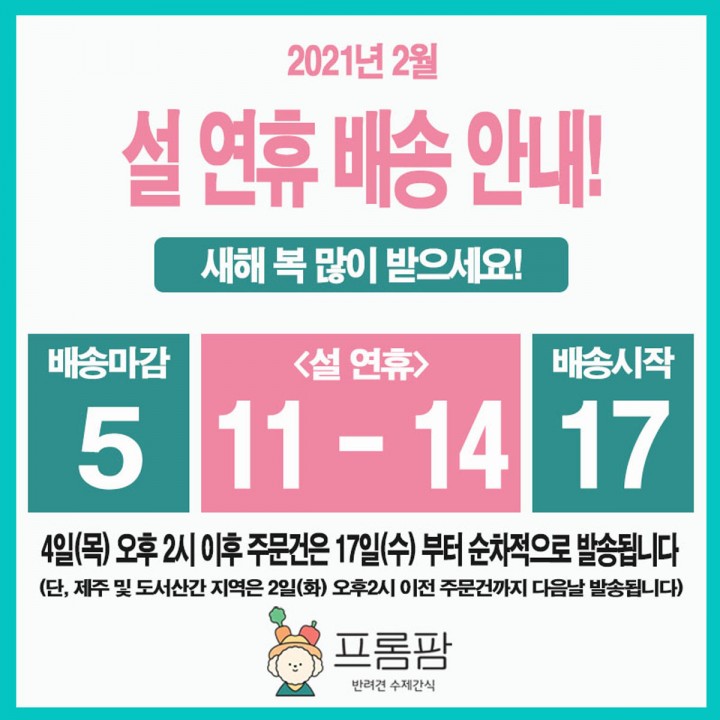 2021년 2월
설 연휴 배송 안내!
새해 복 많이 받으세요!
배송마감
5
<설 연휴>
11 - 14
배송시작
17
4일(목) 오후 2시 이후 주문건은 17일(수) 부터 순차적으로 발송됩니다
(단, 제주 및 도서산간 지역은 2일(화) 오후2시 이전 주문건까지 다음날 발송됩니다)
프롬팜
반려견 수제간식